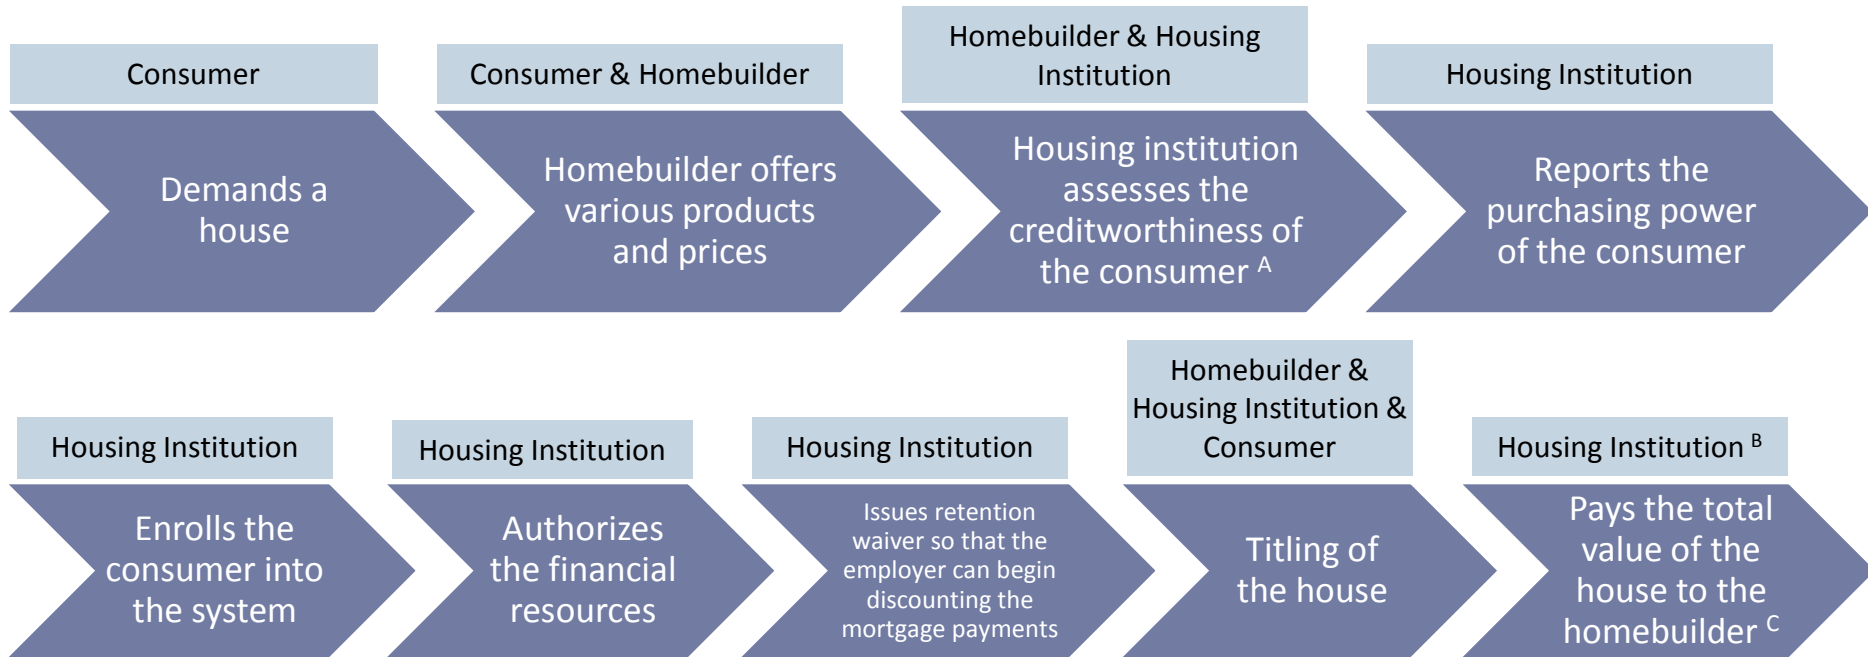 Consumer
Demands a
house
Consumer & Homebuilder
Homebuilder offers
various products
and prices
Homebuilder & Housing
Institution
Housing institution
assesses the
creditworthiness of
the consumer A
Housing Institution
Reports the
purchasing power
of the consumer
Housing Institution
Enrolls the
consumer into
the system
Housing Institution
Authorizes
the financial
resources
Housing Institution
Issues retention
waiver so that the
employer can begin
discounting the
mortgage payments
Homebuilder &
Housing Institution &
Consumer
Titling of
the house
Housing Institution B
Pays the total
value of the
house to the
homebuilder C